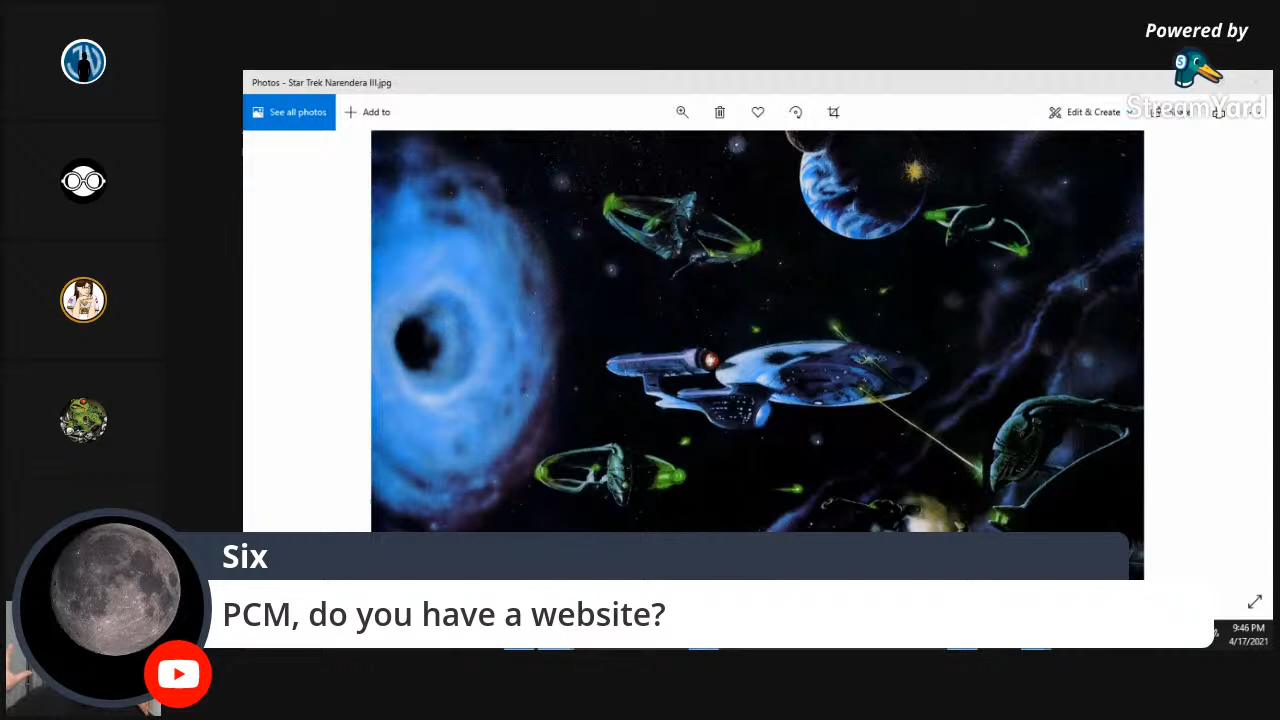 Powered by
StreamYard
Photos - Star Trek Narendera III.jpg
See all photos
Add to
Edit & Create
Six
PCM, do you have a website?
9:46 PM
4/17/2021